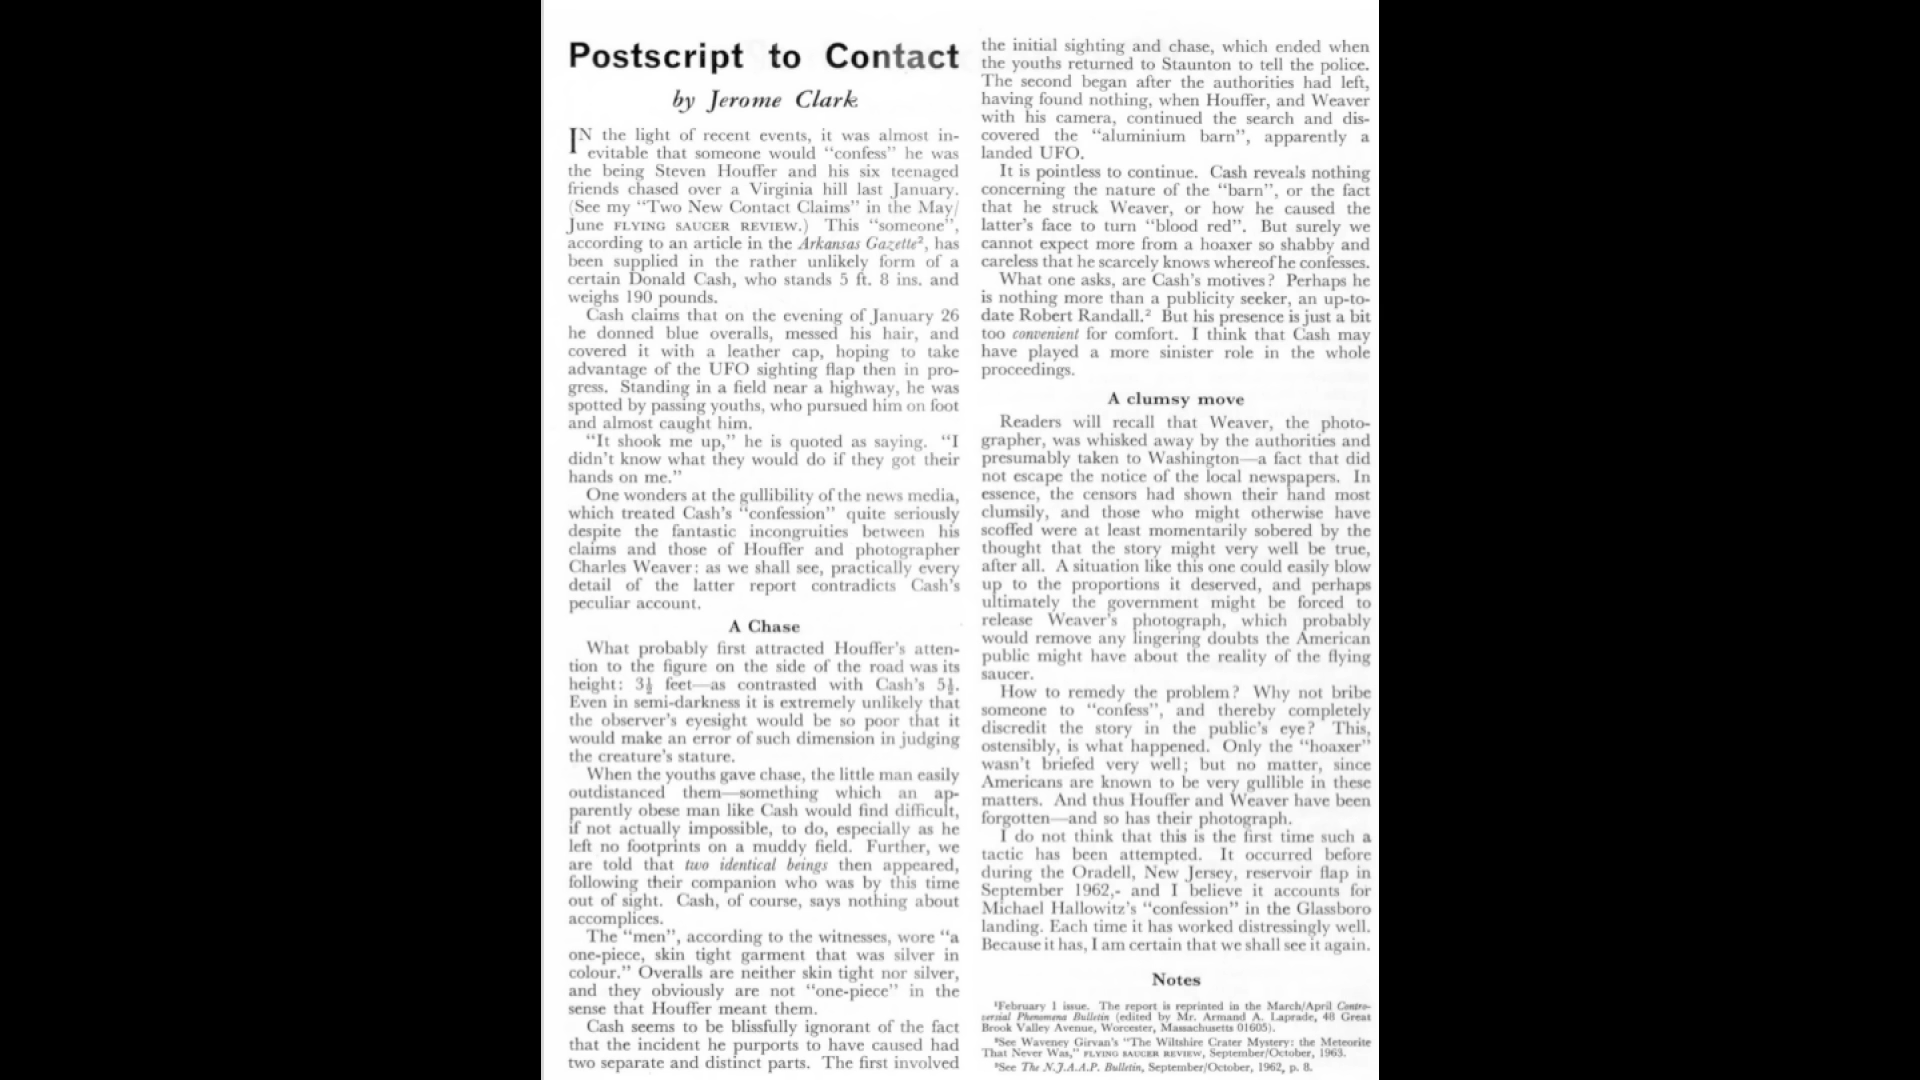 Postscript to Contact
by Jerome Clark
IN the light of recent events, it was almost in-
evitable that someone would “confess” he was
the being Steven Houffer and his six teenaged
friends chased over a Virginia hill last January.
(See my “Two New Contact Claims” in the May/
June FLYING SAUCER REVIEW.) This “someone”,
according to an article in the Arkansas Gazette², has
been supplied in the rather unlikely form of a
certain Donald Cash, who stands 5 ft. 8 ins. and
weighs 190 pounds.
Cash claims that on the evening of January 26
he donned blue overalls, messed his hair, and
covered it with a leather cap, hoping to take
advantage of the UFO sighting flap then in pro-
gress. Standing in a field near a highway, he was
spotted by passing youths, who pursued him on foot
and almost caught him.
“It shook me up,” he is quoted as saying. “I
didn't know what they would do if they got their
hands on me.”
One wonders at the gullibility of the news media,
which treated Cash's “confession” quite seriously
despite the fantastic incongruities between his
claims and those of Houffer and photographer
Charles Weaver: as we shall see, practically every
detail of the latter report contradicts Cash's
peculiar account.
A Chase
What probably first attracted Houffer's atten-
tion to the figure on the side of the road was its
height: 3½ feet—as contrasted with Cash's 5½.
Even in semi-darkness it is extremely unlikely that
the observer's eyesight would be so poor that it
would make an error of such dimension in judging
the creature's stature.
When the youths gave chase, the little man easily
outdistanced them—something which an ap-
parently obese man like Cash would find difficult,
if not actually impossible, to do, especially as he
left no footprints on a muddy field. Further, we
are told that two identical beings then appeared,
following their companion who was by this time
out of sight. Cash, of course, says nothing about
accomplices.
The “men”, according to the witnesses, wore “a
one-piece, skin tight garment that was silver in
colour.” Overalls are neither skin tight nor silver,
and they obviously are not “one-piece” in the
sense that Houffer meant them.
Cash seems to be blissfully ignorant of the fact
that the incident he purports to have caused had
two separate and distinct parts. The first involved
the initial sighting and chase, which ended when
the youths returned to Staunton to tell the police.
The second began after the authorities had left,
having found nothing, when Houffer, and Weaver
with his camera, continued the search and dis-
covered the “aluminium barn”, apparently a
landed UFO.
It is pointless to continue. Cash reveals nothing
concerning the nature of the “barn”, or the fact
that he struck Weaver, or how he caused the
latter's face to turn “blood red”. But surely we
cannot expect more from a hoaxer so shabby and
careless that he scarcely knows whereof he confesses.
What one asks, are Cash's motives? Perhaps he
is nothing more than a publicity seeker, an up-to-
date Robert Randall.² But his presence is just a bit
too convenient for comfort. I think that Cash may
have played a more sinister role in the whole
proceedings.
A clumsy move
Readers will recall that Weaver, the photo-
grapher, was whisked away by the authorities and
presumably taken to Washington—a fact that did
not escape the notice of the local newspapers. In
essence, the censors had shown their hand most
clumsily, and those who might otherwise have
scoffed were at least momentarily sobered by the
thought that the story might very well be true,
after all. A situation like this one could easily blow
up to the proportions it deserved, and perhaps
ultimately the government might be forced to
release Weaver's photograph, which probably
would remove any lingering doubts the American
public might have about the reality of the flying
saucer.
How to remedy the problem? Why not bribe
someone to “confess”, and thereby completely
discredit the story in the public's eye? This,
ostensibly, is what happened. Only the “hoaxer”
wasn't briefed very well; but no matter, since
Americans are known to be very gullible in these
matters. And thus Houffer and Weaver have been
forgotten—and so has their photograph.
I do not think that this is the first time such a
tactic has been attempted. It occurred before
during the Oradell, New Jersey, reservoir flap in
September 1962,- and I believe it accounts for
Michael Hallowitz's “confession” in the Glassboro
landing. Each time it has worked distressingly well.
Because it has, I am certain that we shall see it again.
Notes
¹February 1 issue. The report is reprinted in the March/April Contro-
versial Phenomena Bulletin (edited by Mr. Armand A. Laprade, 48 Great
Brook Valley Avenue, Worcester, Massachusetts 01605).
²See Waveney Girvan's “The Wiltshire Crater Mystery: the Meteorite
That Never Was,” FLYING SAUCER REVIEW, September/October, 1963.
³See The N.J.A.A.P. Bulletin, September/October, 1962, p. 8.